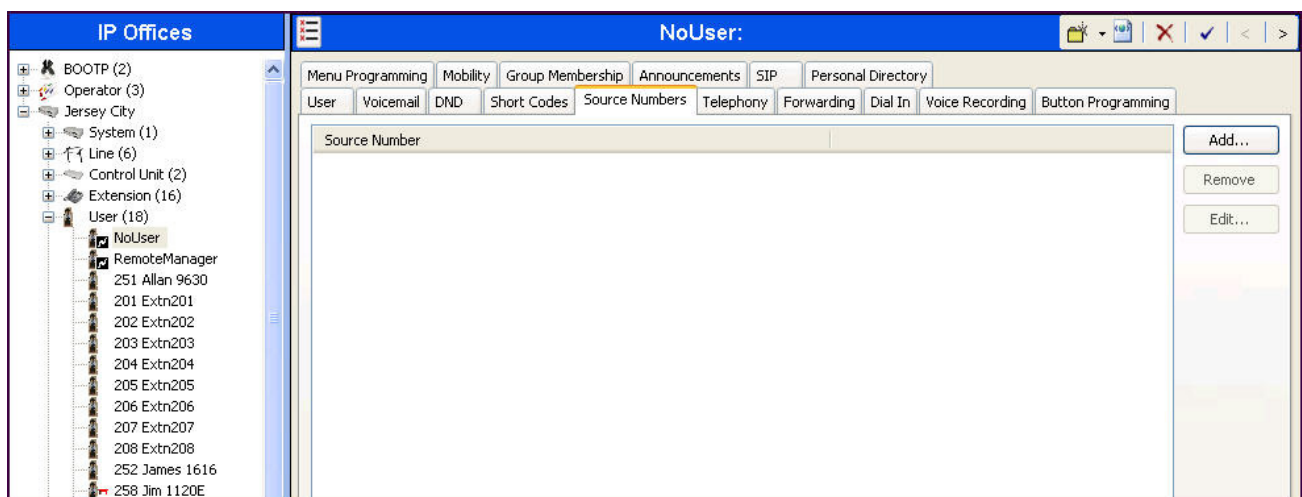 IP Offices
BOOTP (2)
Operator (3)
Jersey City
System (1)
Line (6)
Control Unit (2)
Extension (16)
User (18)
NoUser
RemoteManager
251 Allan 9630
201 Extn201
202 Extn202
203 Extn203
204 Extn204
205 Extn205
206 Extn206
207 Extn207
208 Extn208
252 James 1616
258 Jim 1120E
NoUser:
Menu Programming Mobility Group Membership Announcements SIP Personal Directory
User Voicemail DND Short Codes Source Numbers Telephony Forwarding Dial In Voice Recording Button Programming
Source Number
Add...
Remove
Edit...